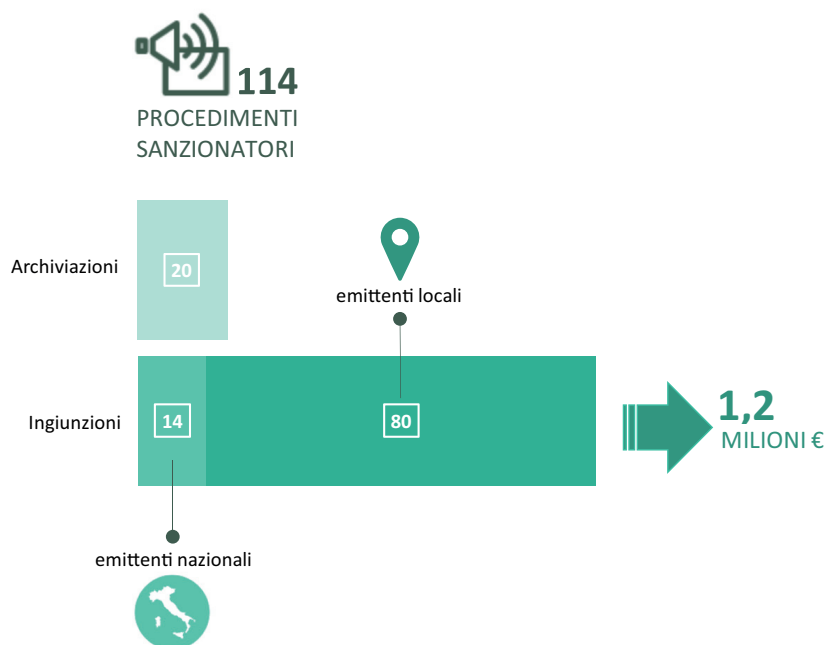 114
PROCEDIMENTI
SANZIONATORI
Archiviazioni
20
emittenti locali
Ingiunzioni
14
80
1,2
MILIONI €
emittenti nazionali